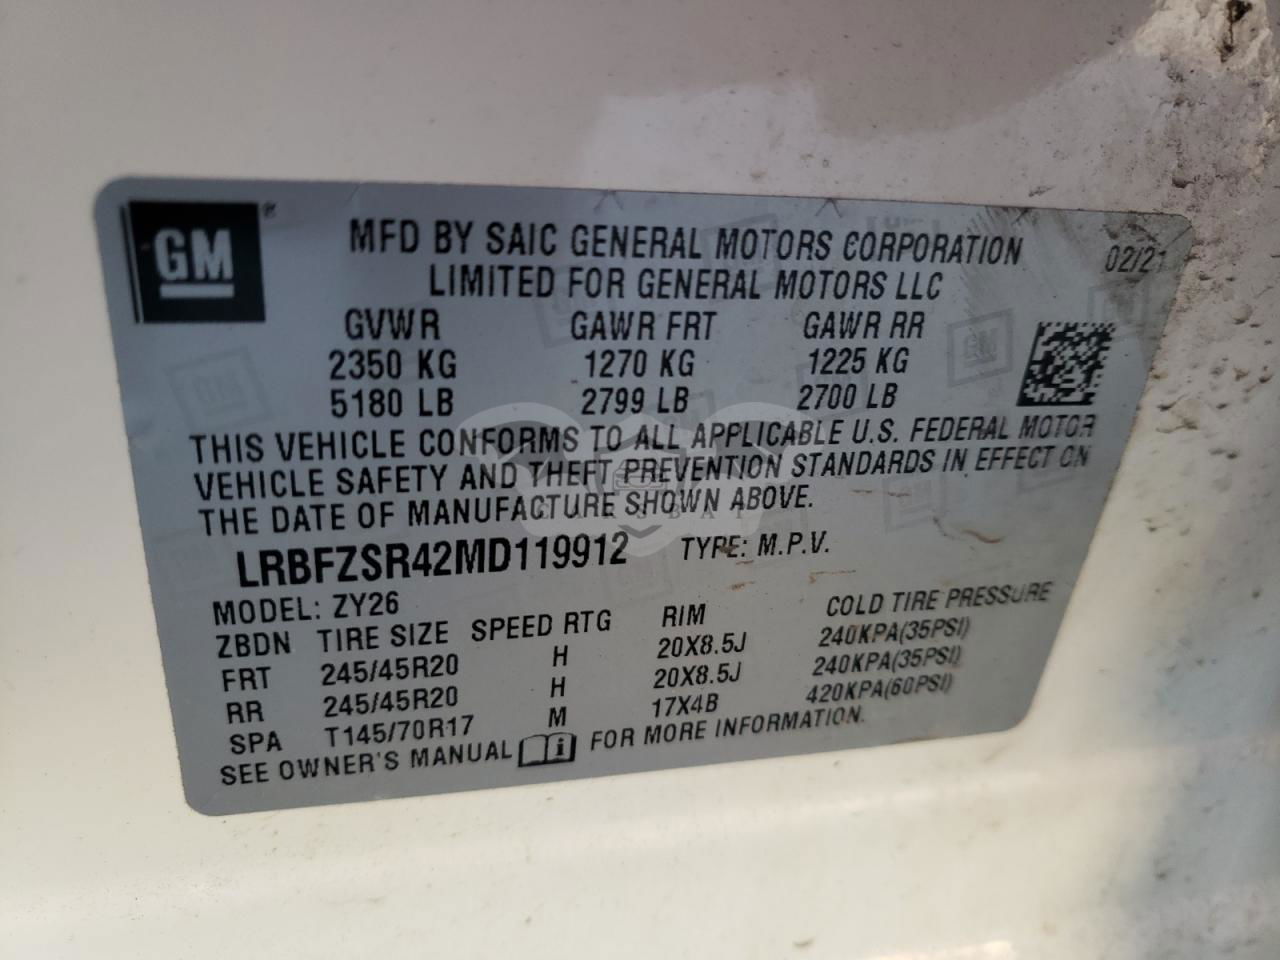 GM
MFD BY SAIC GENERAL MOTORS CORPORATION 02/21
LIMITED FOR GENERAL MOTORS LLC
GVWR GAWR FRT GAWR RR
2350 KG 1270 KG 1225 KG
5180 LB 2799 LB 2700 LB
THIS VEHICLE CONFORMS TO ALL APPLICABLE U.S. FEDERAL MOTOR
VEHICLE SAFETY AND THEFT PREVENTION STANDARDS IN EFFECT ON
THE DATE OF MANUFACTURE SHOWN ABOVE.
LRBFZSR42MD119912 TYPE: M.P.V.
MODEL: ZY26
ZBDN TIRE SIZE SPEED RTG RIM COLD TIRE PRESSURE
FRT 245/45R20 H 20X8.5J 240KPA(35PSI)
RR 245/45R20 H 20X8.5J 240KPA(35PSI)
SPA T145/70R17 M 17X4B 420KPA(60PSI)
SEE OWNER'S MANUAL FOR MORE INFORMATION.